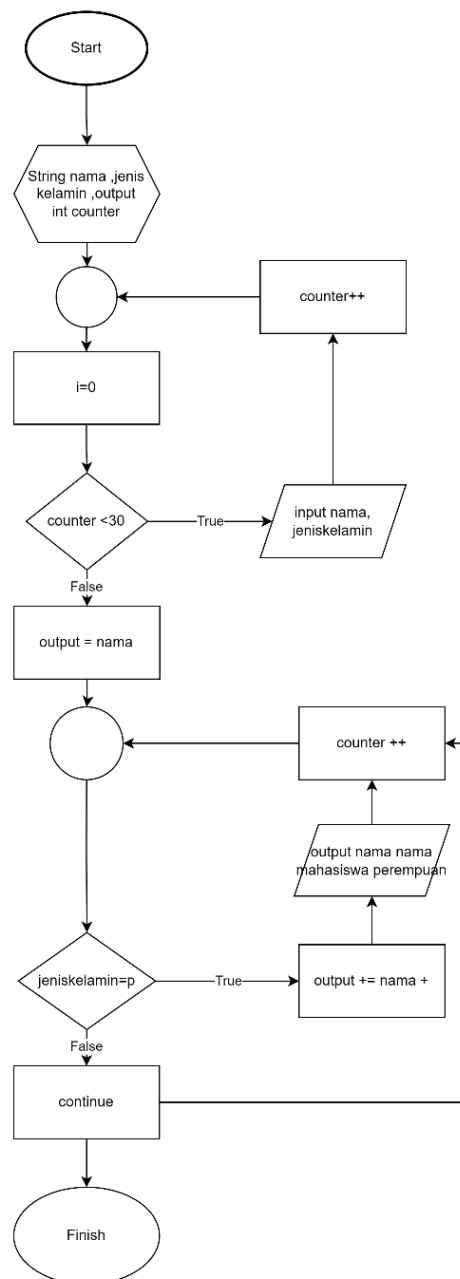 Start
String nama ,jenis
kelamin ,output
int counter
counter++
i=0
counter <30
True
input nama,
jeniskelamin
False
output = nama
counter ++
output nama nama
mahasiswa perempuan
jeniskelamin=p
True
output += nama +
False
continue
Finish